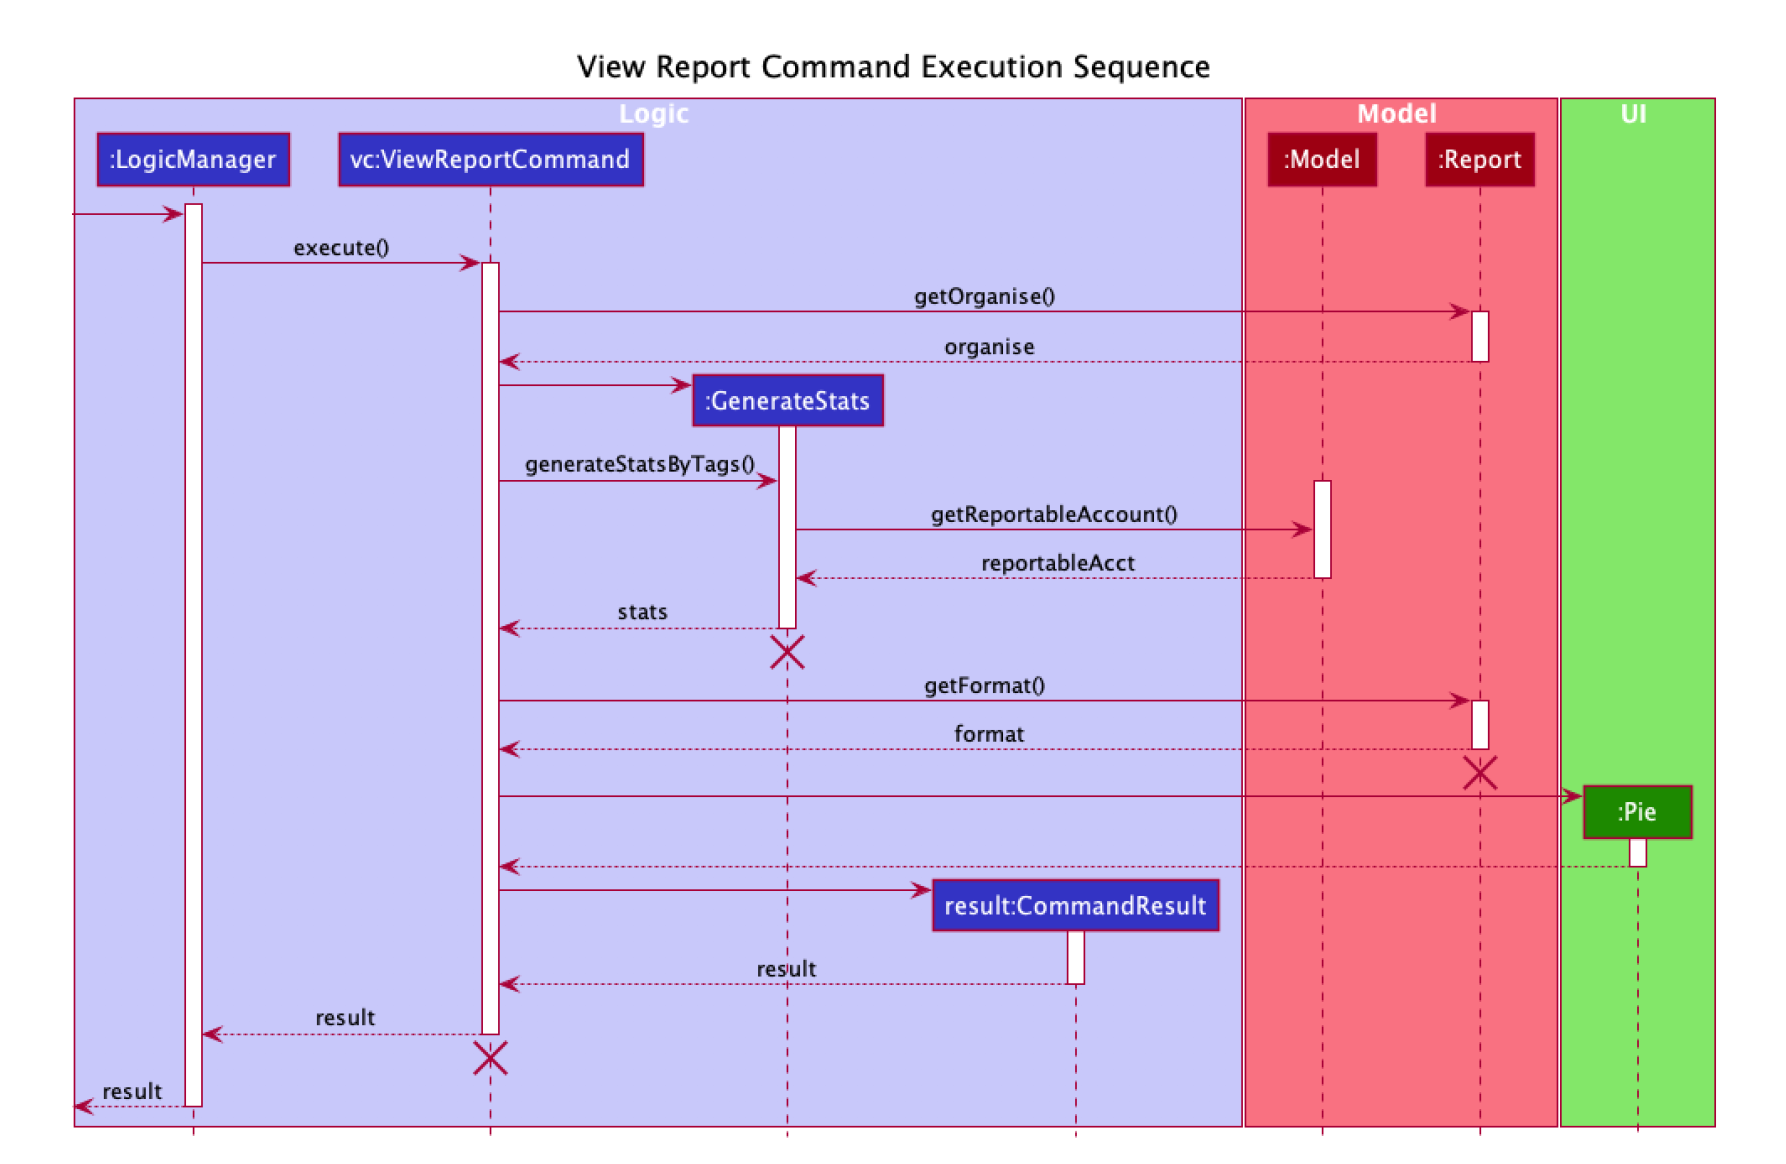 View Report Command Execution Sequence
Logic
Model
UI
:LogicManager
vc:ViewReportCommand
:Model
:Report
execute()
getOrganise()
organise
:GenerateStats
generateStatsByTags()
getReportableAccount()
reportableAcct
stats
getFormat()
format
:Pie
result:CommandResult
result
result
result